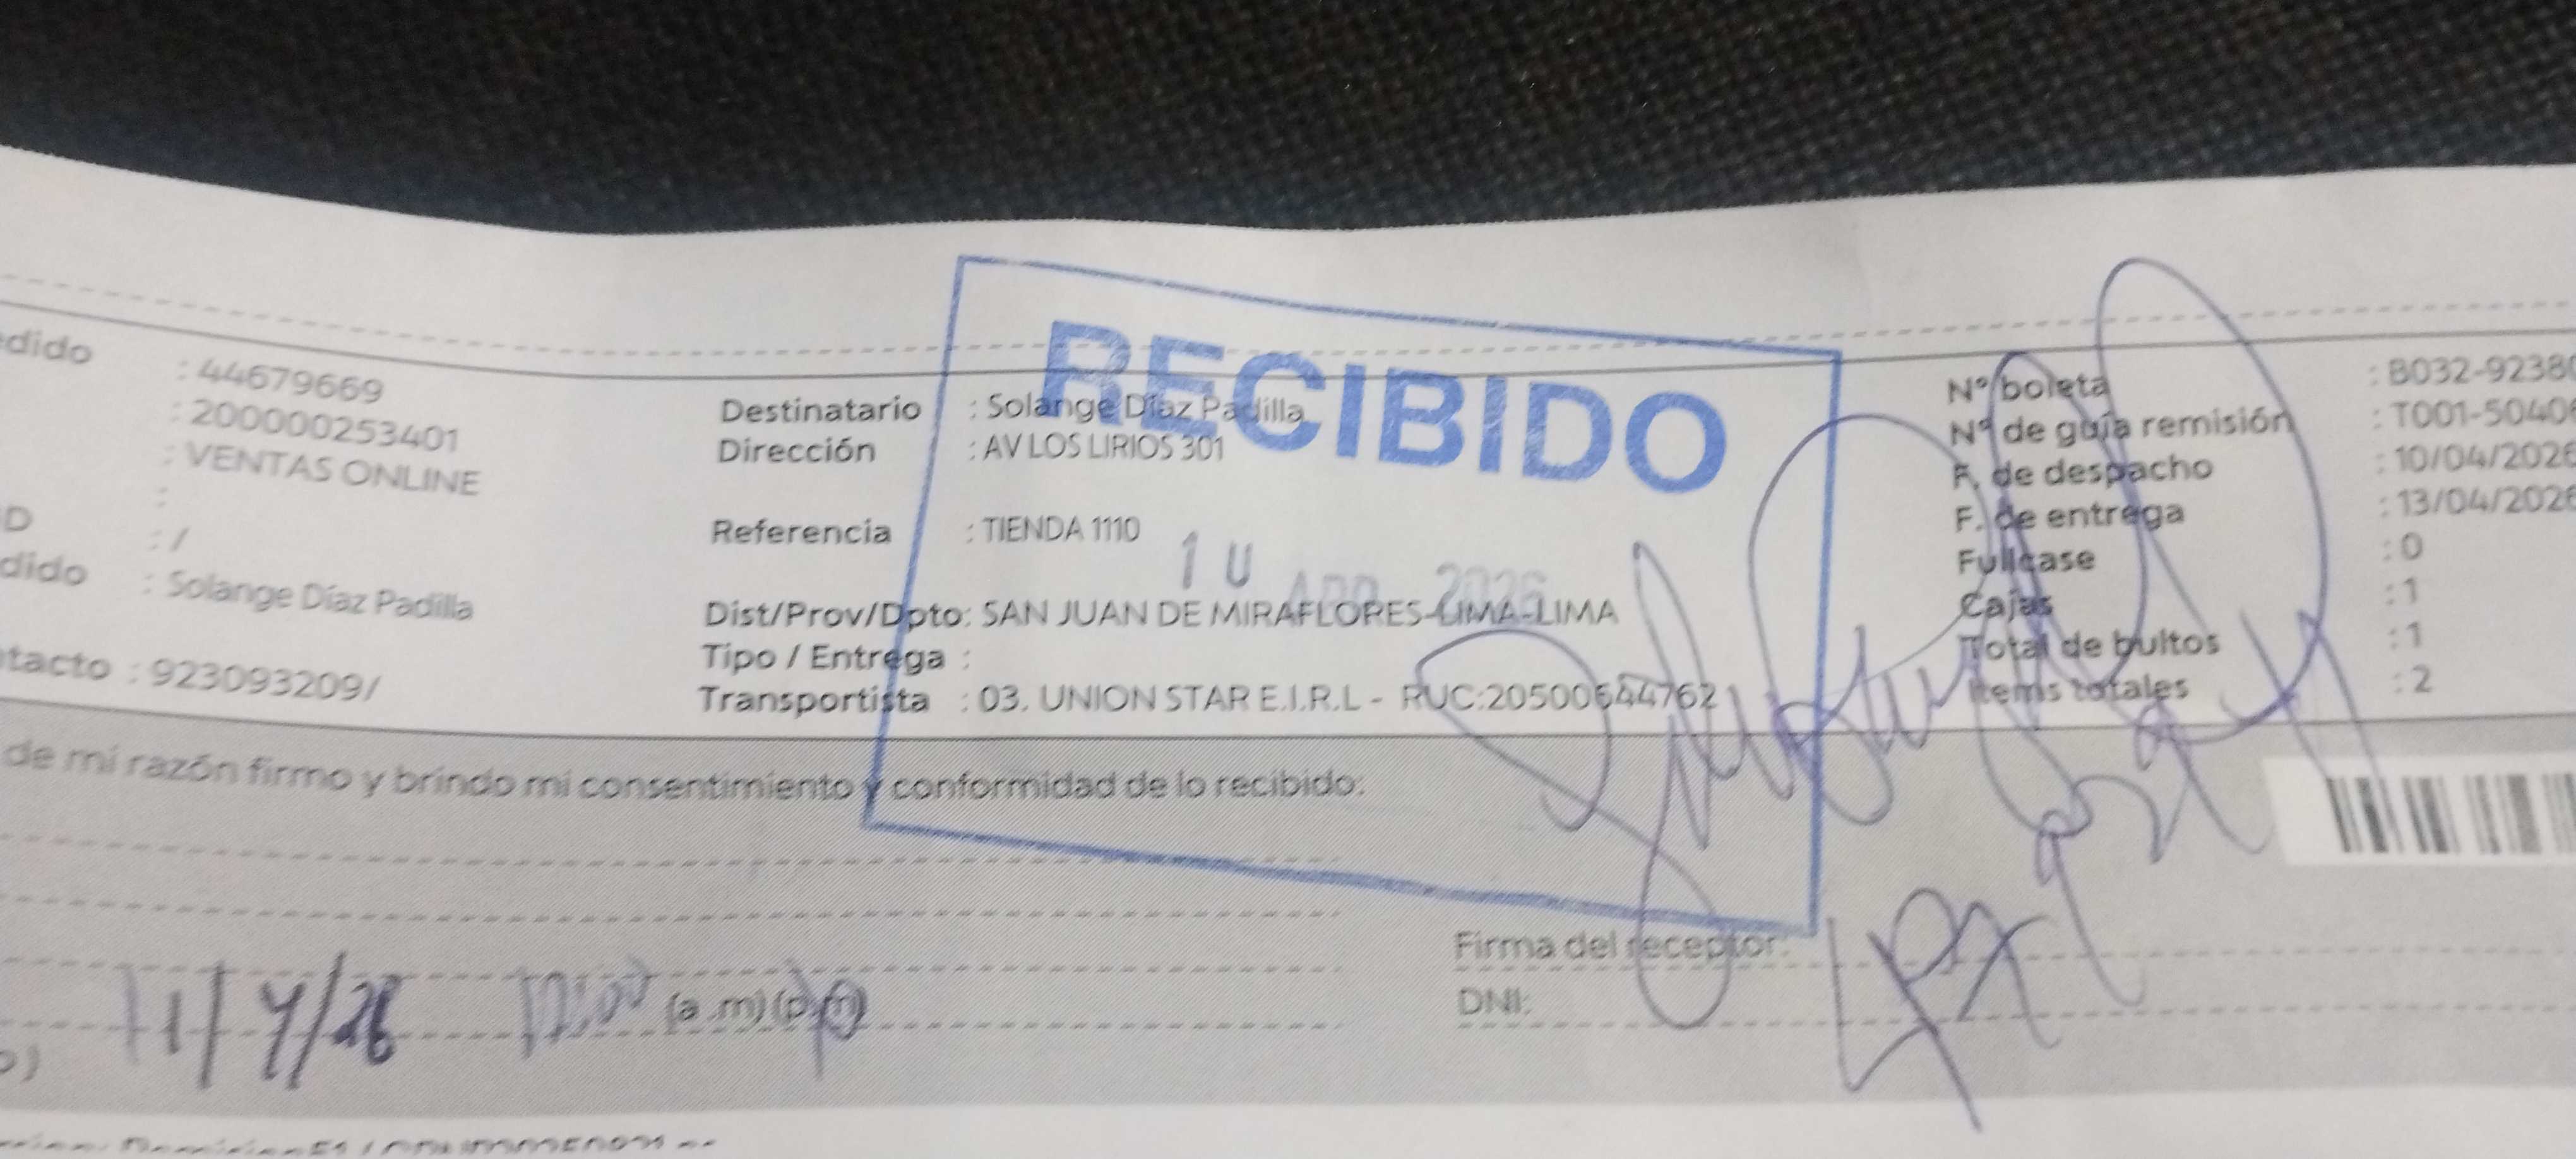 edido : 44679669
: 200000253401
: VENTAS ONLINE
:
D : /
dido : Solange Díaz Padilla
tacto : 923093209/
RECIBIDO
Destinatario : Solange Díaz Padilla
Dirección : AV LOS LIRIOS 301
Referencia : TIENDA 1110
10 APR 2026
Dist/Prov/Dpto: SAN JUAN DE MIRAFLORES-LIMA-LIMA
Tipo / Entrega :
Transportista : 03. UNION STAR E.I.R.L - RUC:20500644762
N° boleta : B032-9238
N° de guía remisión : T001-5040
F. de despacho : 10/04/2026
F. de entrega : 13/04/2026
Fullcase : 0
Cajas : 1
Total de bultos : 1
Items totales : 2
de mi razón firmo y brindo mi consentimiento y conformidad de lo recibido:
Firma del receptor:
DNI:
11/4/26 (a.m) (p.m)